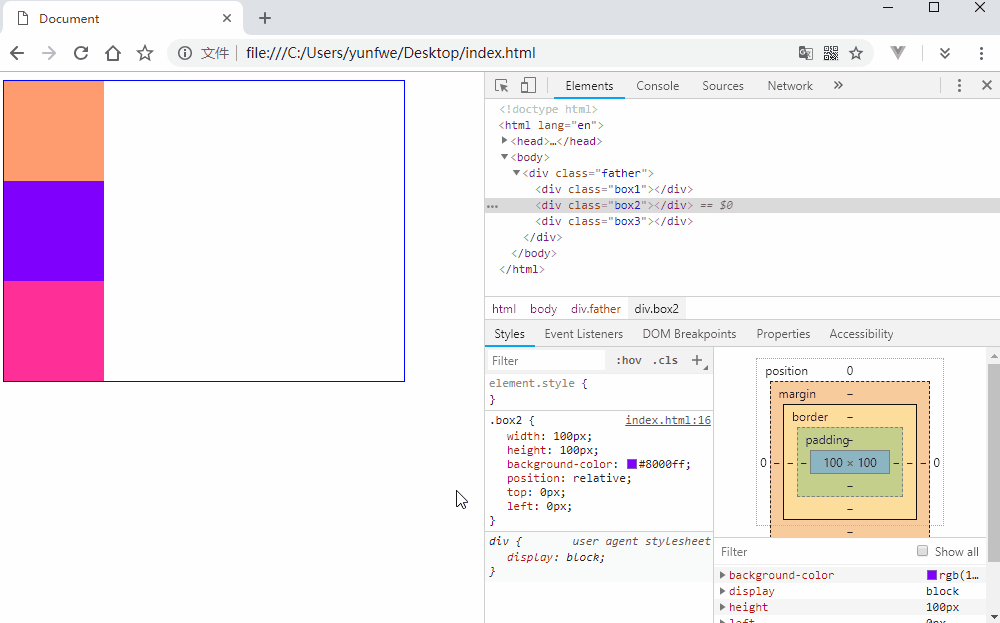 Document
文件 file:///C:/Users/yunfwe/Desktop/index.html
Elements Console Sources Network »
<!doctype html>
<html lang="en">
<head>…</head>
<body>
<div class="father">
<div class="box1"></div>
<div class="box2"></div> == $0
<div class="box3"></div>
</div>
</body>
</html>
html body div.father div.box2
Styles Event Listeners DOM Breakpoints Properties Accessibility
Filter :hov .cls +
element.style {
}
.box2 { index.html:16
width: 100px;
height: 100px;
background-color: #8000ff;
position: relative;
top: 0px;
left: 0px;
}
div { user agent stylesheet
display: block;
}
position 0
margin –
border –
padding –
0 – – – 100 × 100 – – – 0
–
–
–
Filter Show all
background-color rgb(1…
display block
height 100px
left 0px